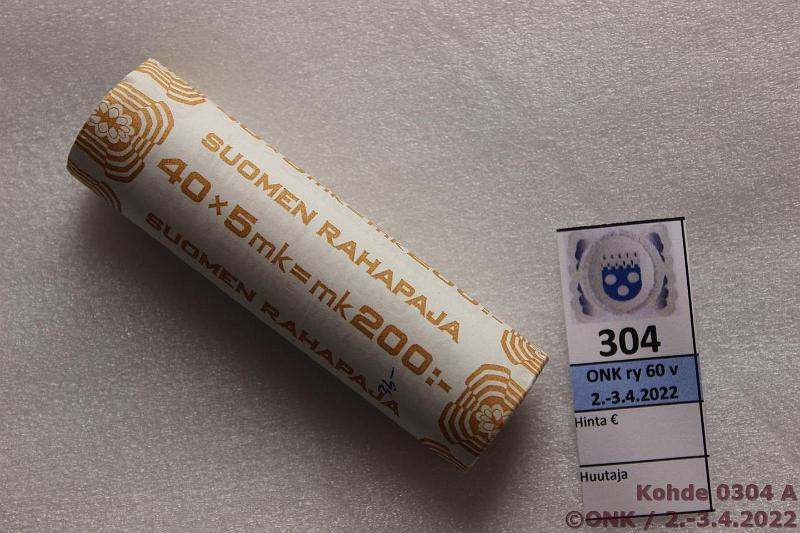 SUOMEN RAHAPAJA
40 × 5 mk = mk 200:-
SUOMEN RAHAPAJA
304
ONK ry 60 v
2.-3.4.2022
Hinta €
Huutaja
Kohde 0304 A
©ONK / 2.-3.4.2022